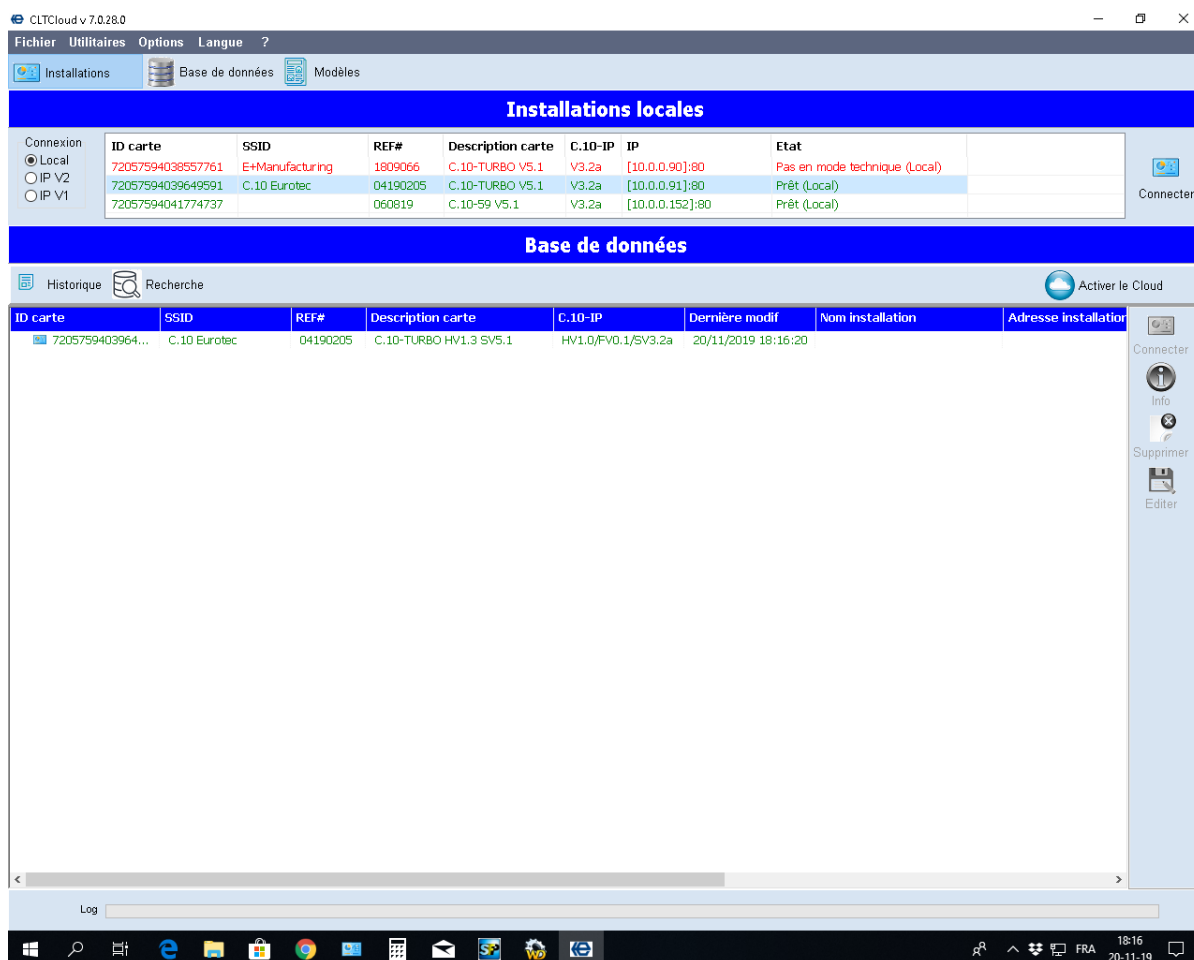 CLTCloud v 7.0.28.0
Fichier Utilitaires Options Langue ?
Installations Base de données Modèles
Installations locales
Connexion
Local
IP V2
IP V1
ID carte SSID REF# Description carte C.10-IP IP Etat
72057594038557761 E+Manufacturing 1809066 C.10-TURBO V5.1 V3.2a [10.0.0.90]:80 Pas en mode technique (Local)
72057594039649591 C.10 Eurotec 04190205 C.10-TURBO V5.1 V3.2a [10.0.0.91]:80 Prêt (Local)
72057594041774737 060819 C.10-59 V5.1 V3.2a [10.0.0.152]:80 Prêt (Local)
Connecter
Base de données
Historique Recherche Activer le Cloud
ID carte SSID REF# Description carte C.10-IP Dernière modif Nom installation Adresse installation
7205759403964... C.10 Eurotec 04190205 C.10-TURBO HV1.3 SV5.1 HV1.0/FV0.1/SV3.2a 20/11/2019 18:16:20
Connecter
Info
Supprimer
Editer
Log
SP WD FRA 18:16
20-11-19